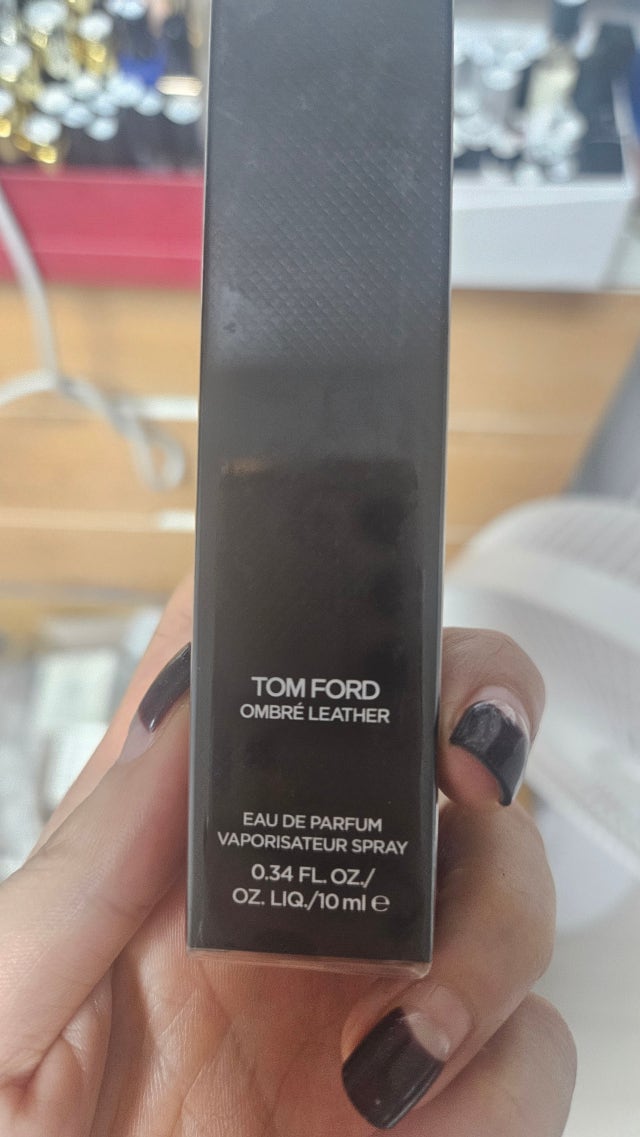 TOM FORD
OMBRÉ LEATHER
EAU DE PARFUM
VAPORISATEUR SPRAY
0.34 FL. OZ./
OZ. LIQ./10 ml ℮